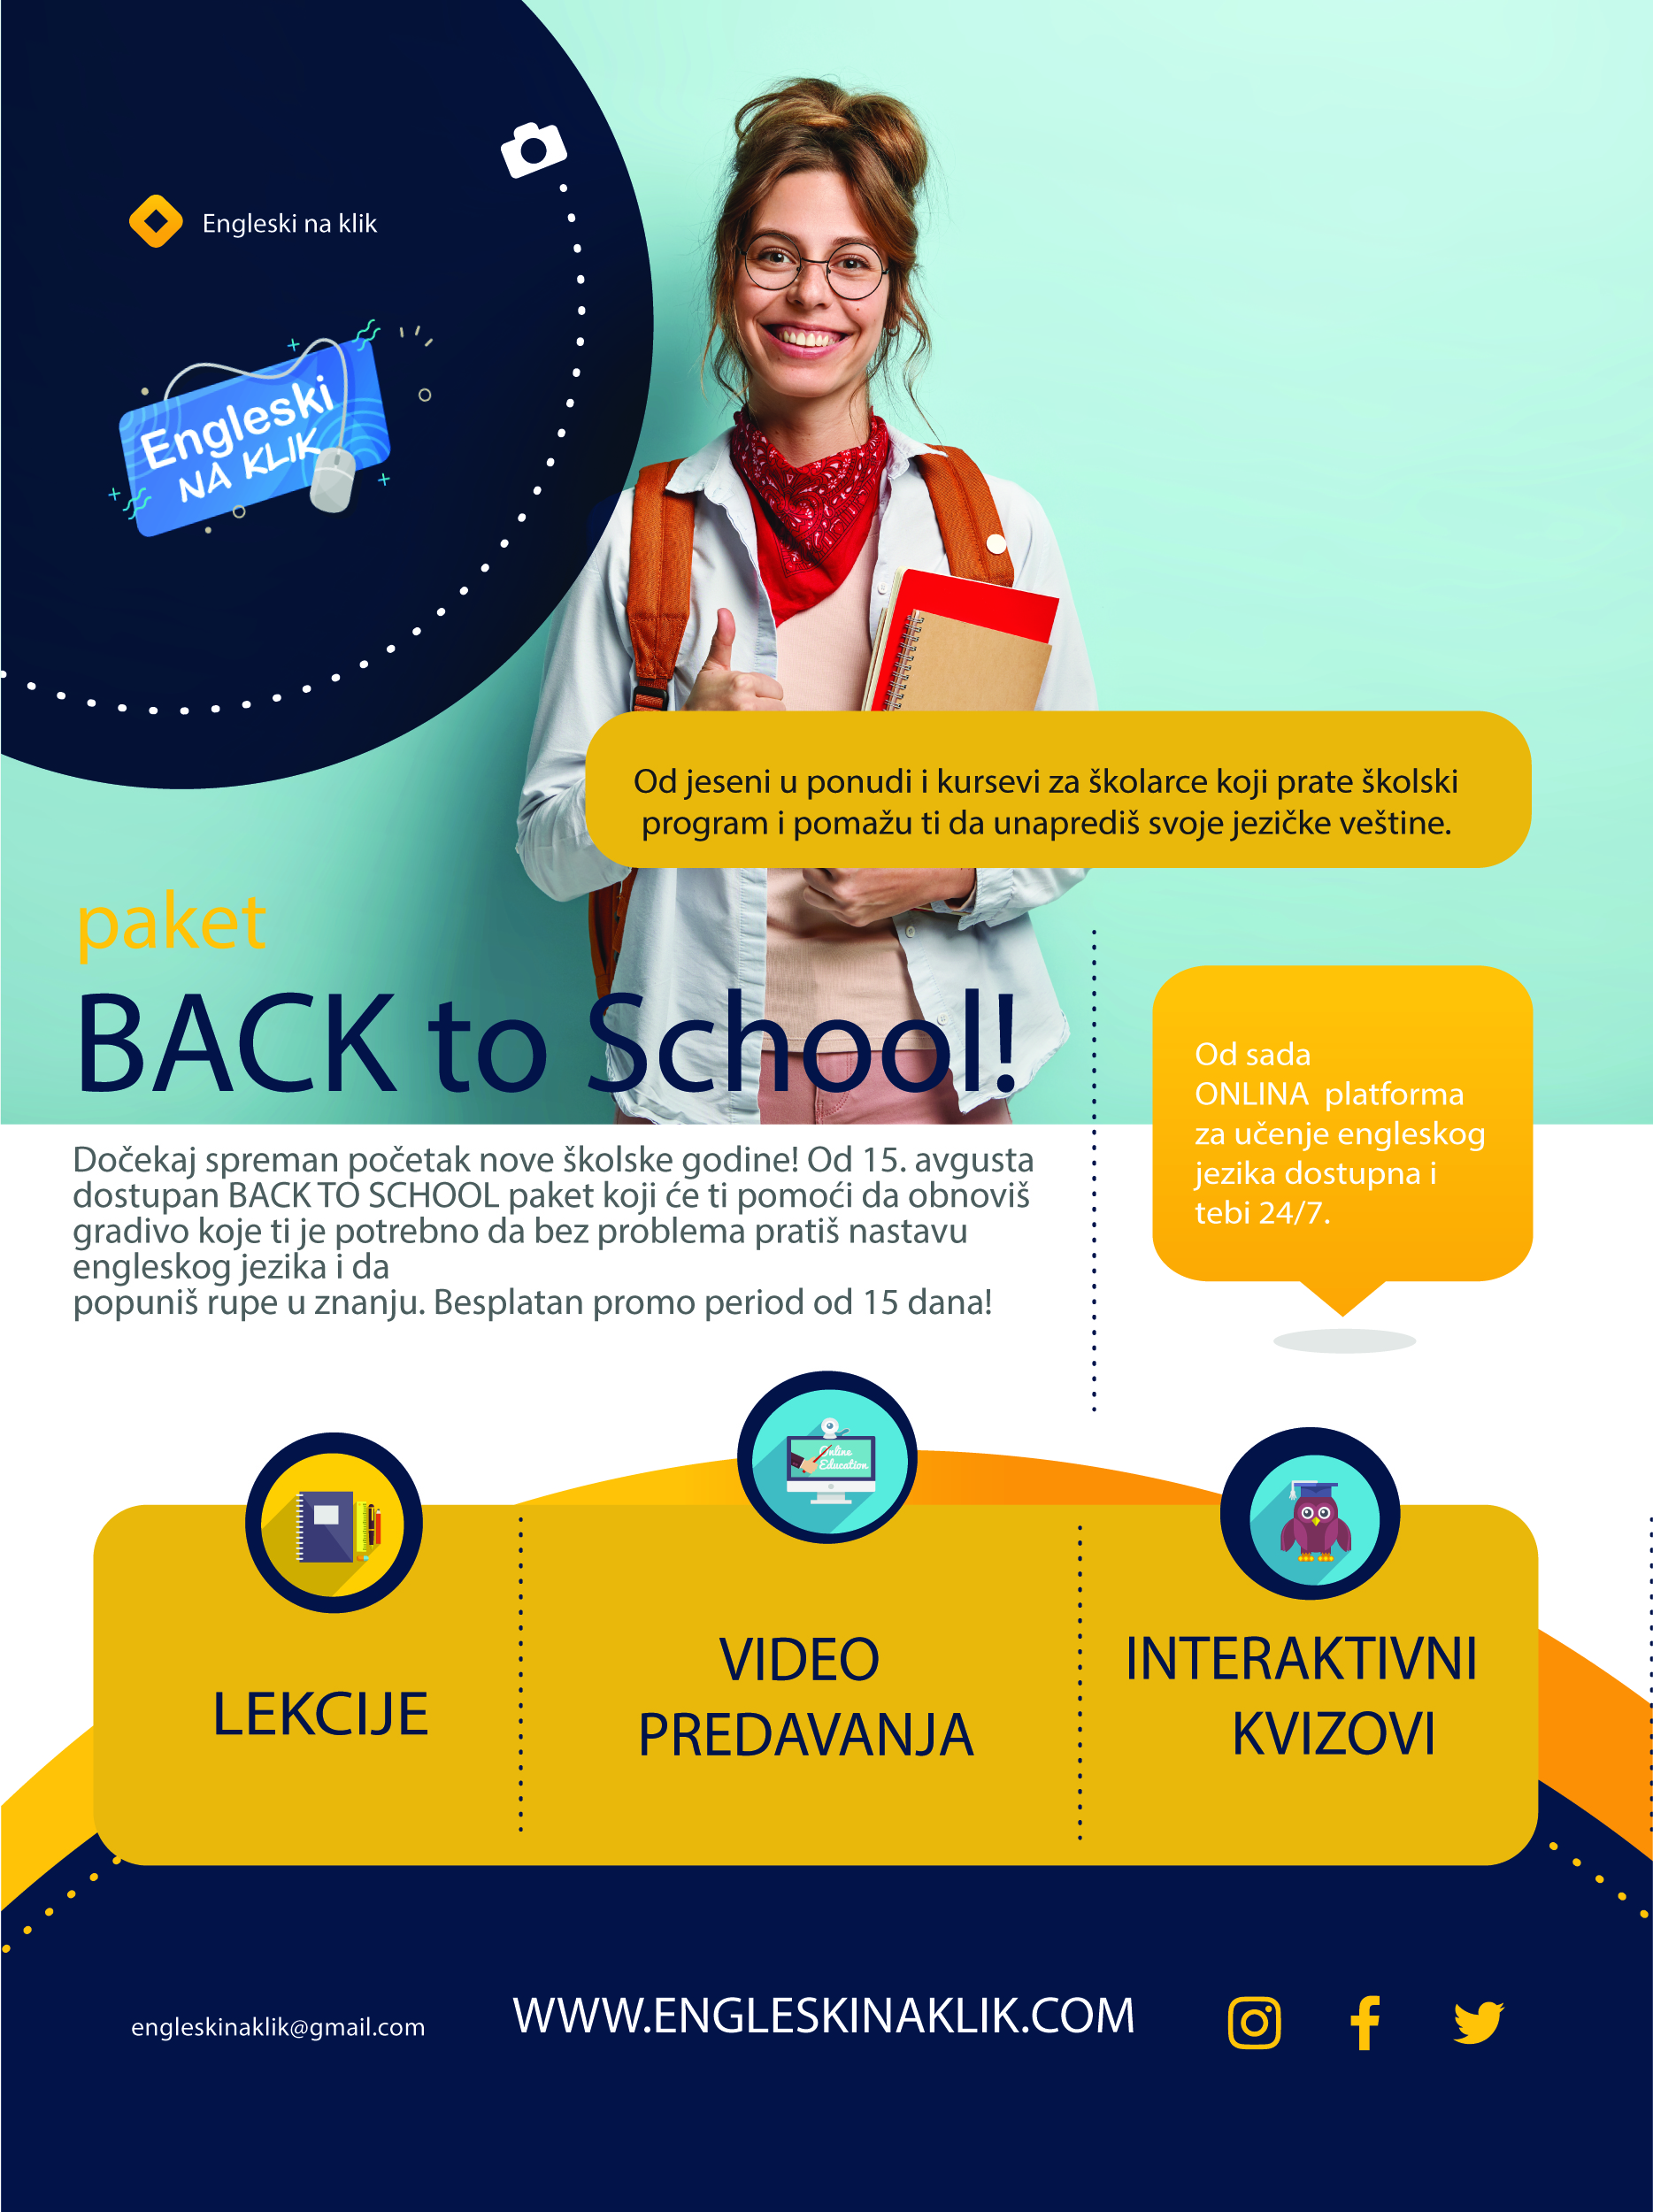 Engleski na klik
Engleski
NA KLIK
Od jeseni u ponudi i kursevi za školarce koji prate školski
program i pomažu ti da unaprediš svoje jezičke veštine.
paket
BACK to School!
Dočekaj spreman početak nove školske godine! Od 15. avgusta
dostupan BACK TO SCHOOL paket koji će ti pomoći da obnoviš
gradivo koje ti je potrebno da bez problema pratiš nastavu
engleskog jezika i da
popuniš rupe u znanju. Besplatan promo period od 15 dana!
Od sada
ONLINA platforma
za učenje engleskog
jezika dostupna i
tebi 24/7.
Online
Education
LEKCIJE
VIDEO
PREDAVANJA
INTERAKTIVNI
KVIZOVI
engleskinaklik@gmail.com
WWW.ENGLESKINAKLIK.COM